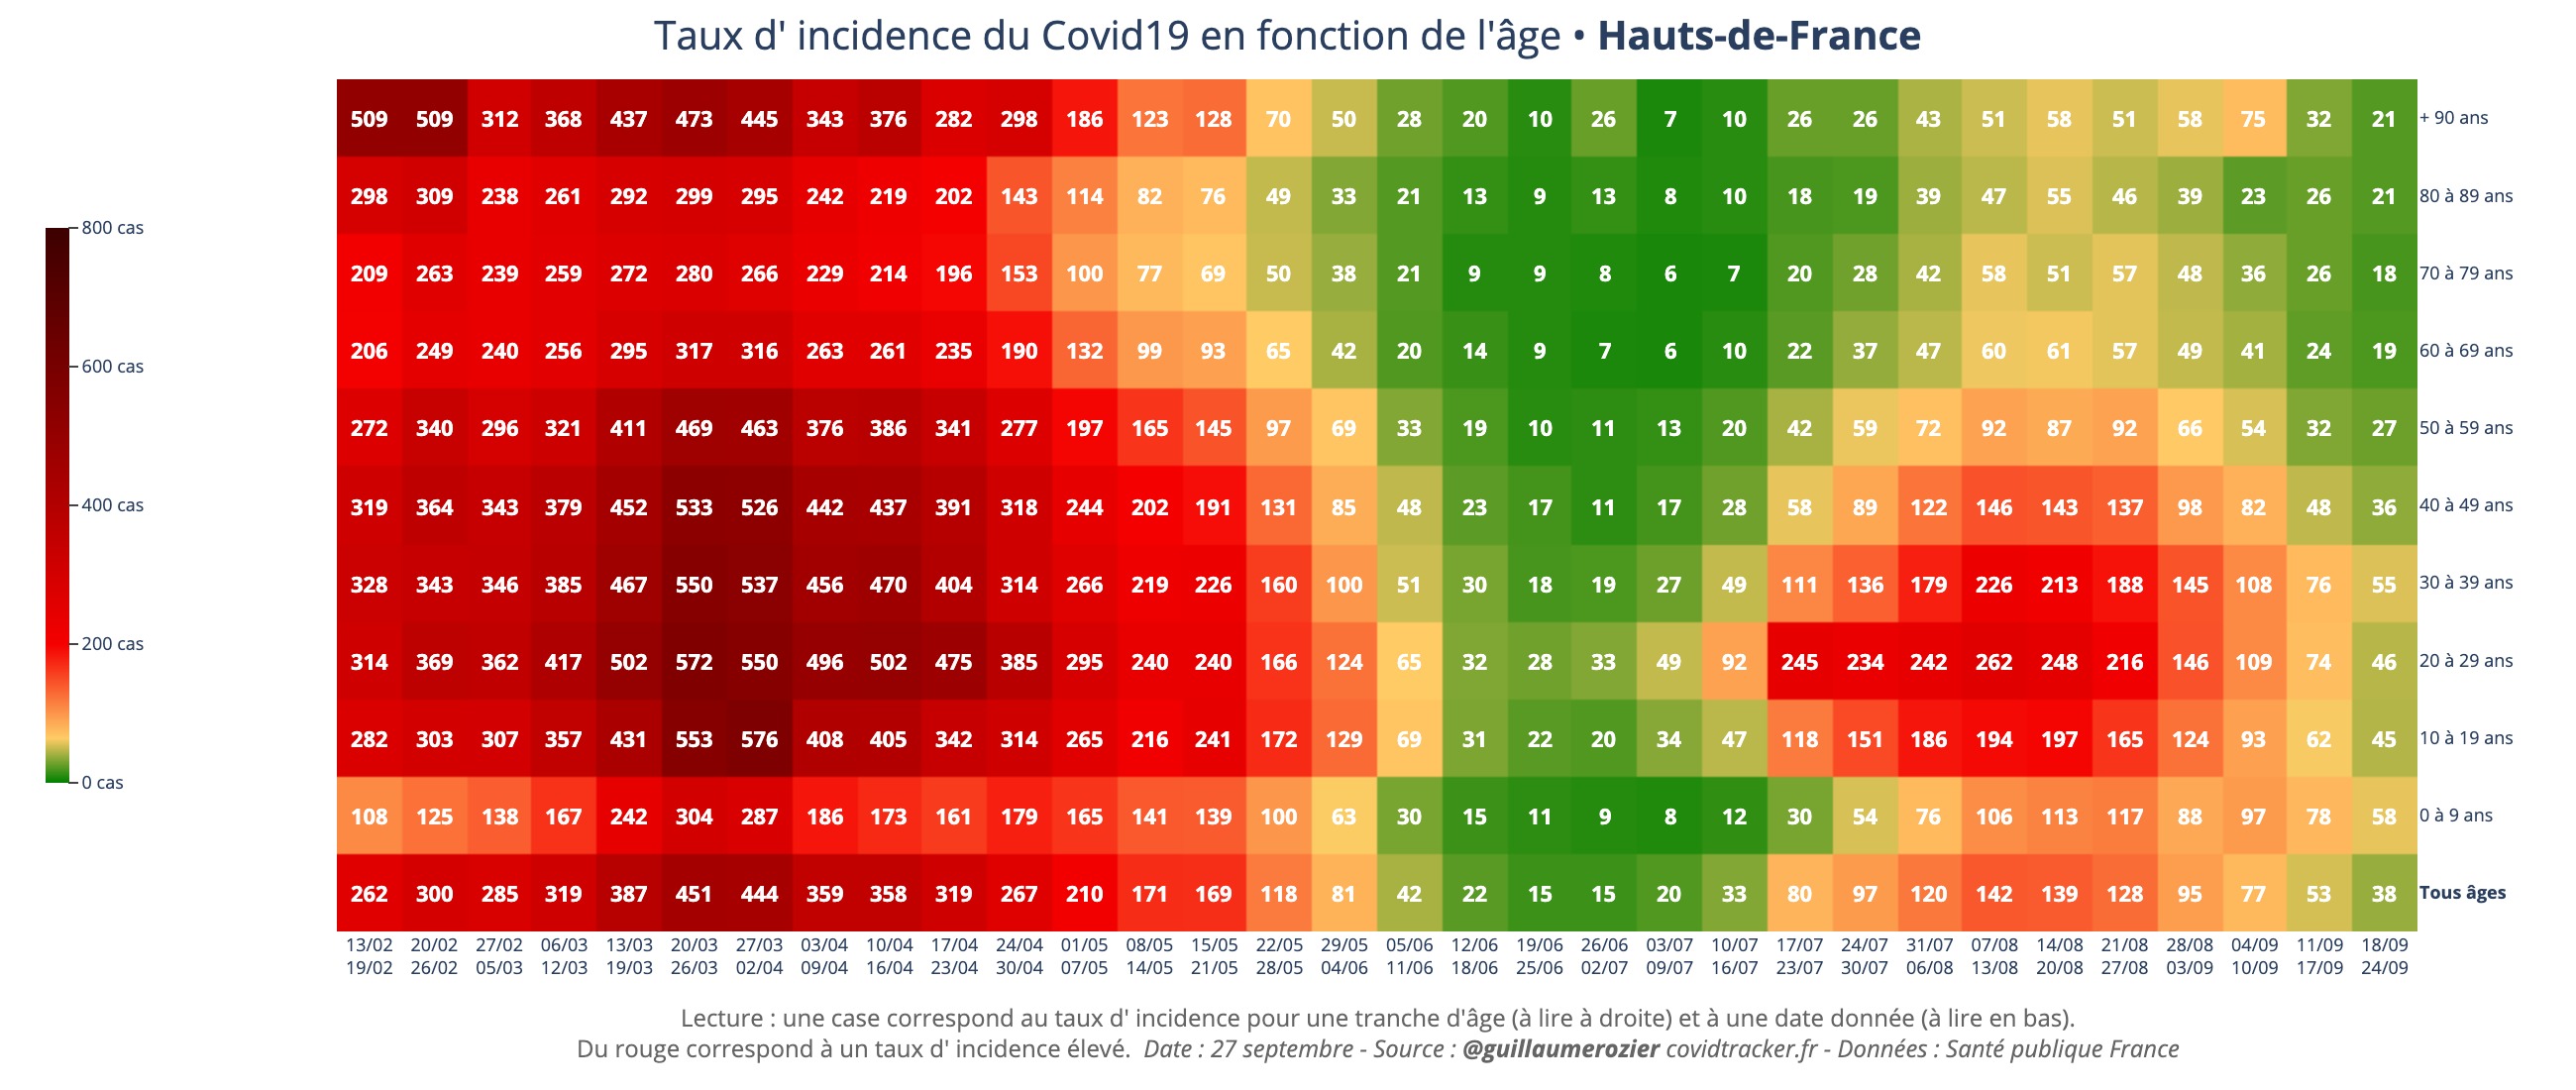 Taux d' incidence du Covid19 en fonction de l'âge • Hauts-de-France
800 cas
600 cas
400 cas
200 cas
0 cas
509 509 312 368 437 473 445 343 376 282 298 186 123 128 70 50 28 20 10 26 7 10 26 26 43 51 58 51 58 75 32 21 + 90 ans
298 309 238 261 292 299 295 242 219 202 143 114 82 76 49 33 21 13 9 13 8 10 18 19 39 47 55 46 39 23 26 21 80 à 89 ans
209 263 239 259 272 280 266 229 214 196 153 100 77 69 50 38 21 9 9 8 6 7 20 28 42 58 51 57 48 36 26 18 70 à 79 ans
206 249 240 256 295 317 316 263 261 235 190 132 99 93 65 42 20 14 9 7 6 10 22 37 47 60 61 57 49 41 24 19 60 à 69 ans
272 340 296 321 411 469 463 376 386 341 277 197 165 145 97 69 33 19 10 11 13 20 42 59 72 92 87 92 66 54 32 27 50 à 59 ans
319 364 343 379 452 533 526 442 437 391 318 244 202 191 131 85 48 23 17 11 17 28 58 89 122 146 143 137 98 82 48 36 40 à 49 ans
328 343 346 385 467 550 537 456 470 404 314 266 219 226 160 100 51 30 18 19 27 49 111 136 179 226 213 188 145 108 76 55 30 à 39 ans
314 369 362 417 502 572 550 496 502 475 385 295 240 240 166 124 65 32 28 33 49 92 245 234 242 262 248 216 146 109 74 46 20 à 29 ans
282 303 307 357 431 553 576 408 405 342 314 265 216 241 172 129 69 31 22 20 34 47 118 151 186 194 197 165 124 93 62 45 10 à 19 ans
108 125 138 167 242 304 287 186 173 161 179 165 141 139 100 63 30 15 11 9 8 12 30 54 76 106 113 117 88 97 78 58 0 à 9 ans
262 300 285 319 387 451 444 359 358 319 267 210 171 169 118 81 42 22 15 15 20 33 80 97 120 142 139 128 95 77 53 38 Tous âges
13/02 20/02 27/02 06/03 13/03 20/03 27/03 03/04 10/04 17/04 24/04 01/05 08/05 15/05 22/05 29/05 05/06 12/06 19/06 26/06 03/07 10/07 17/07 24/07 31/07 07/08 14/08 21/08 28/08 04/09 11/09 18/09
19/02 26/02 05/03 12/03 19/03 26/03 02/04 09/04 16/04 23/04 30/04 07/05 14/05 21/05 28/05 04/06 11/06 18/06 25/06 02/07 09/07 16/07 23/07 30/07 06/08 13/08 20/08 27/08 03/09 10/09 17/09 24/09
Lecture : une case correspond au taux d' incidence pour une tranche d'âge (à lire à droite) et à une date donnée (à lire en bas).
Du rouge correspond à un taux d' incidence élevé. Date : 27 septembre - Source : @guillaumerozier covidtracker.fr - Données : Santé publique France